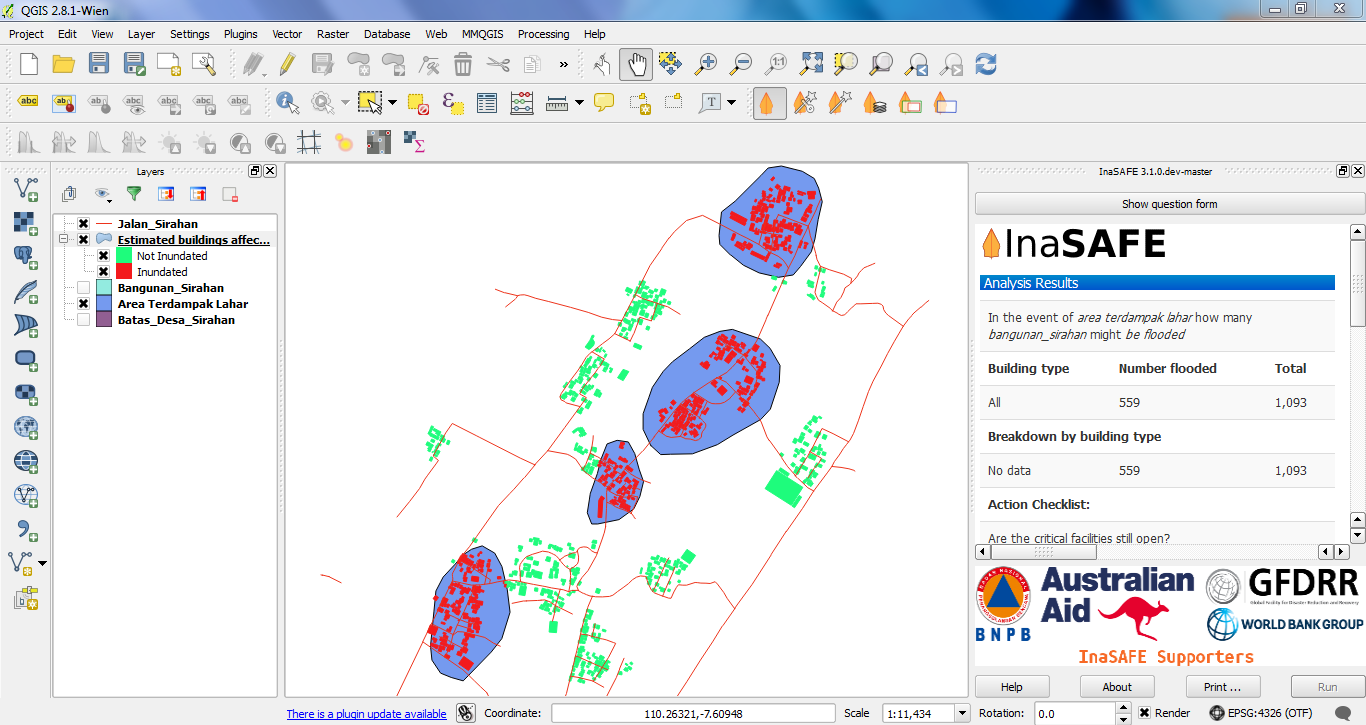 QGIS 2.8.1-Wien
Project Edit View Layer Settings Plugins Vector Raster Database Web MMQGIS Processing Help
Layers
Jalan_Sirahan
Estimated buildings affec...
Not Inundated
Inundated
Bangunan_Sirahan
Area Terdampak Lahar
Batas_Desa_Sirahan
InaSAFE 3.1.0.dev-master
Show question form
InaSAFE
Analysis Results
In the event of area terdampak lahar how many
bangunan_sirahan might be flooded
Building type Number flooded Total
All 559 1,093
Breakdown by building type
No data 559 1,093
Action Checklist:
Are the critical facilities still open?
BNPB
Australian
Aid
GFDRR
Global Facility for Disaster Reduction and Recovery
WORLD BANK GROUP
InaSAFE Supporters
Help About Print ... Run
There is a plugin update available Coordinate: 110.26321,-7.60948 Scale 1:11,434 Rotation: 0.0 Render EPSG:4326 (OTF)